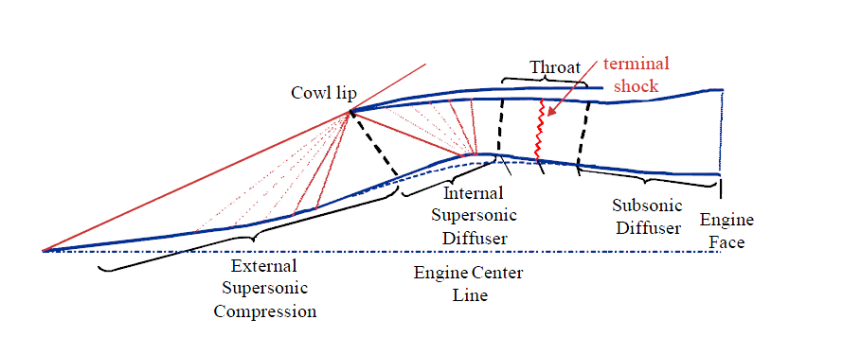 Throat
terminal
shock
Cowl lip
Internal
Supersonic
Diffuser
Subsonic
Diffuser
Engine
Face
External
Supersonic
Compression
Engine Center
Line